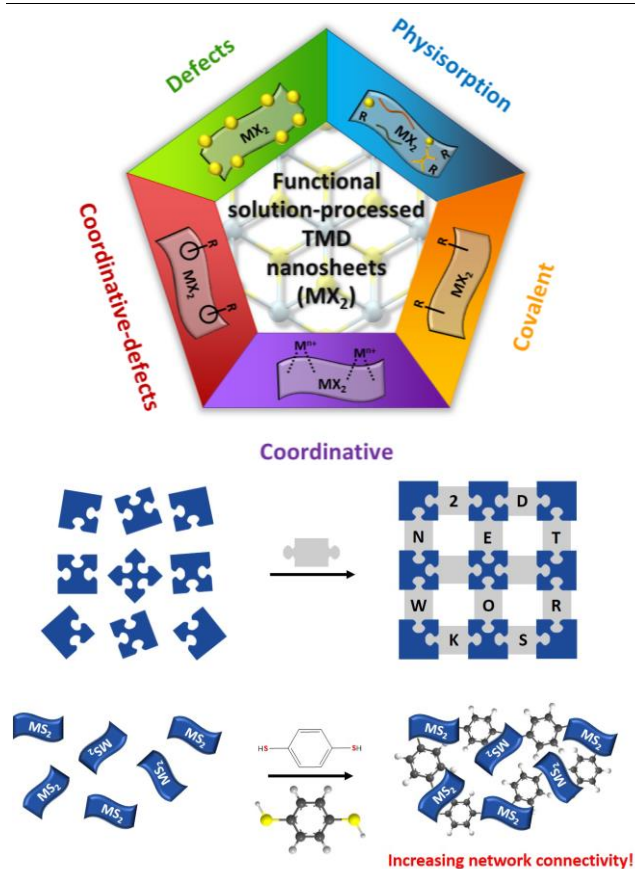 Defects
Physisorption
MX₂
R
MX₂
R
R
Functional
solution-processed
TMD
nanosheets
(MX₂)
Coordinative-defects
R
MX₂
R
Covalent
R
MX₂
R
Mⁿ⁺ Mⁿ⁺
MX₂
Coordinative
2 D
N E T
W O R
K S
MS₂
MS₂
MS₂
MS₂
MS₂
MS₂
HS SH
MS₂
MS₂
MS₂
MS₂
MS₂
MS₂
Increasing network connectivity!